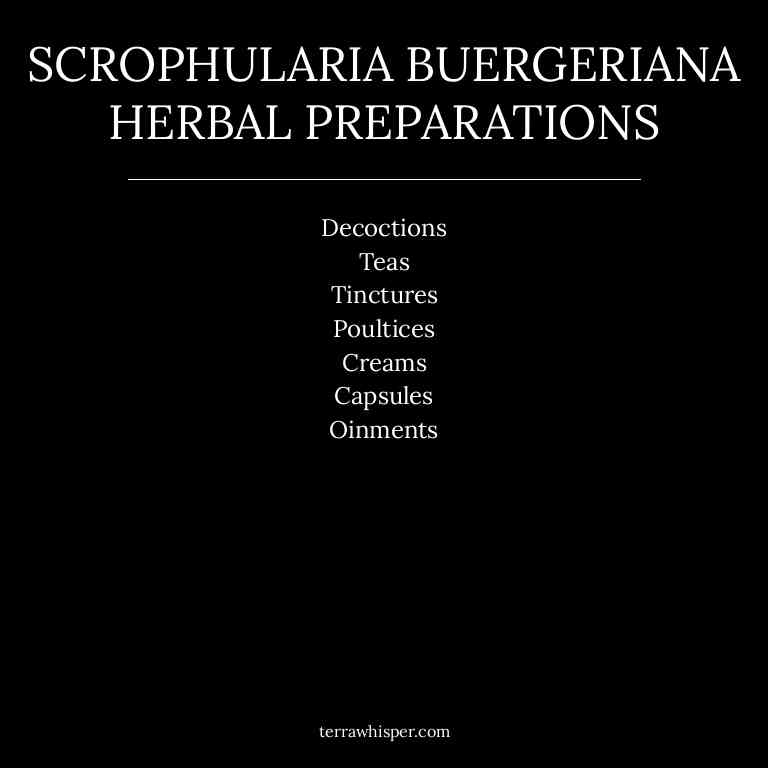 SCROPHULARIA BUERGERIANA
HERBAL PREPARATIONS
Decoctions
Teas
Tinctures
Poultices
Creams
Capsules
Oinments
terrawhisper.com